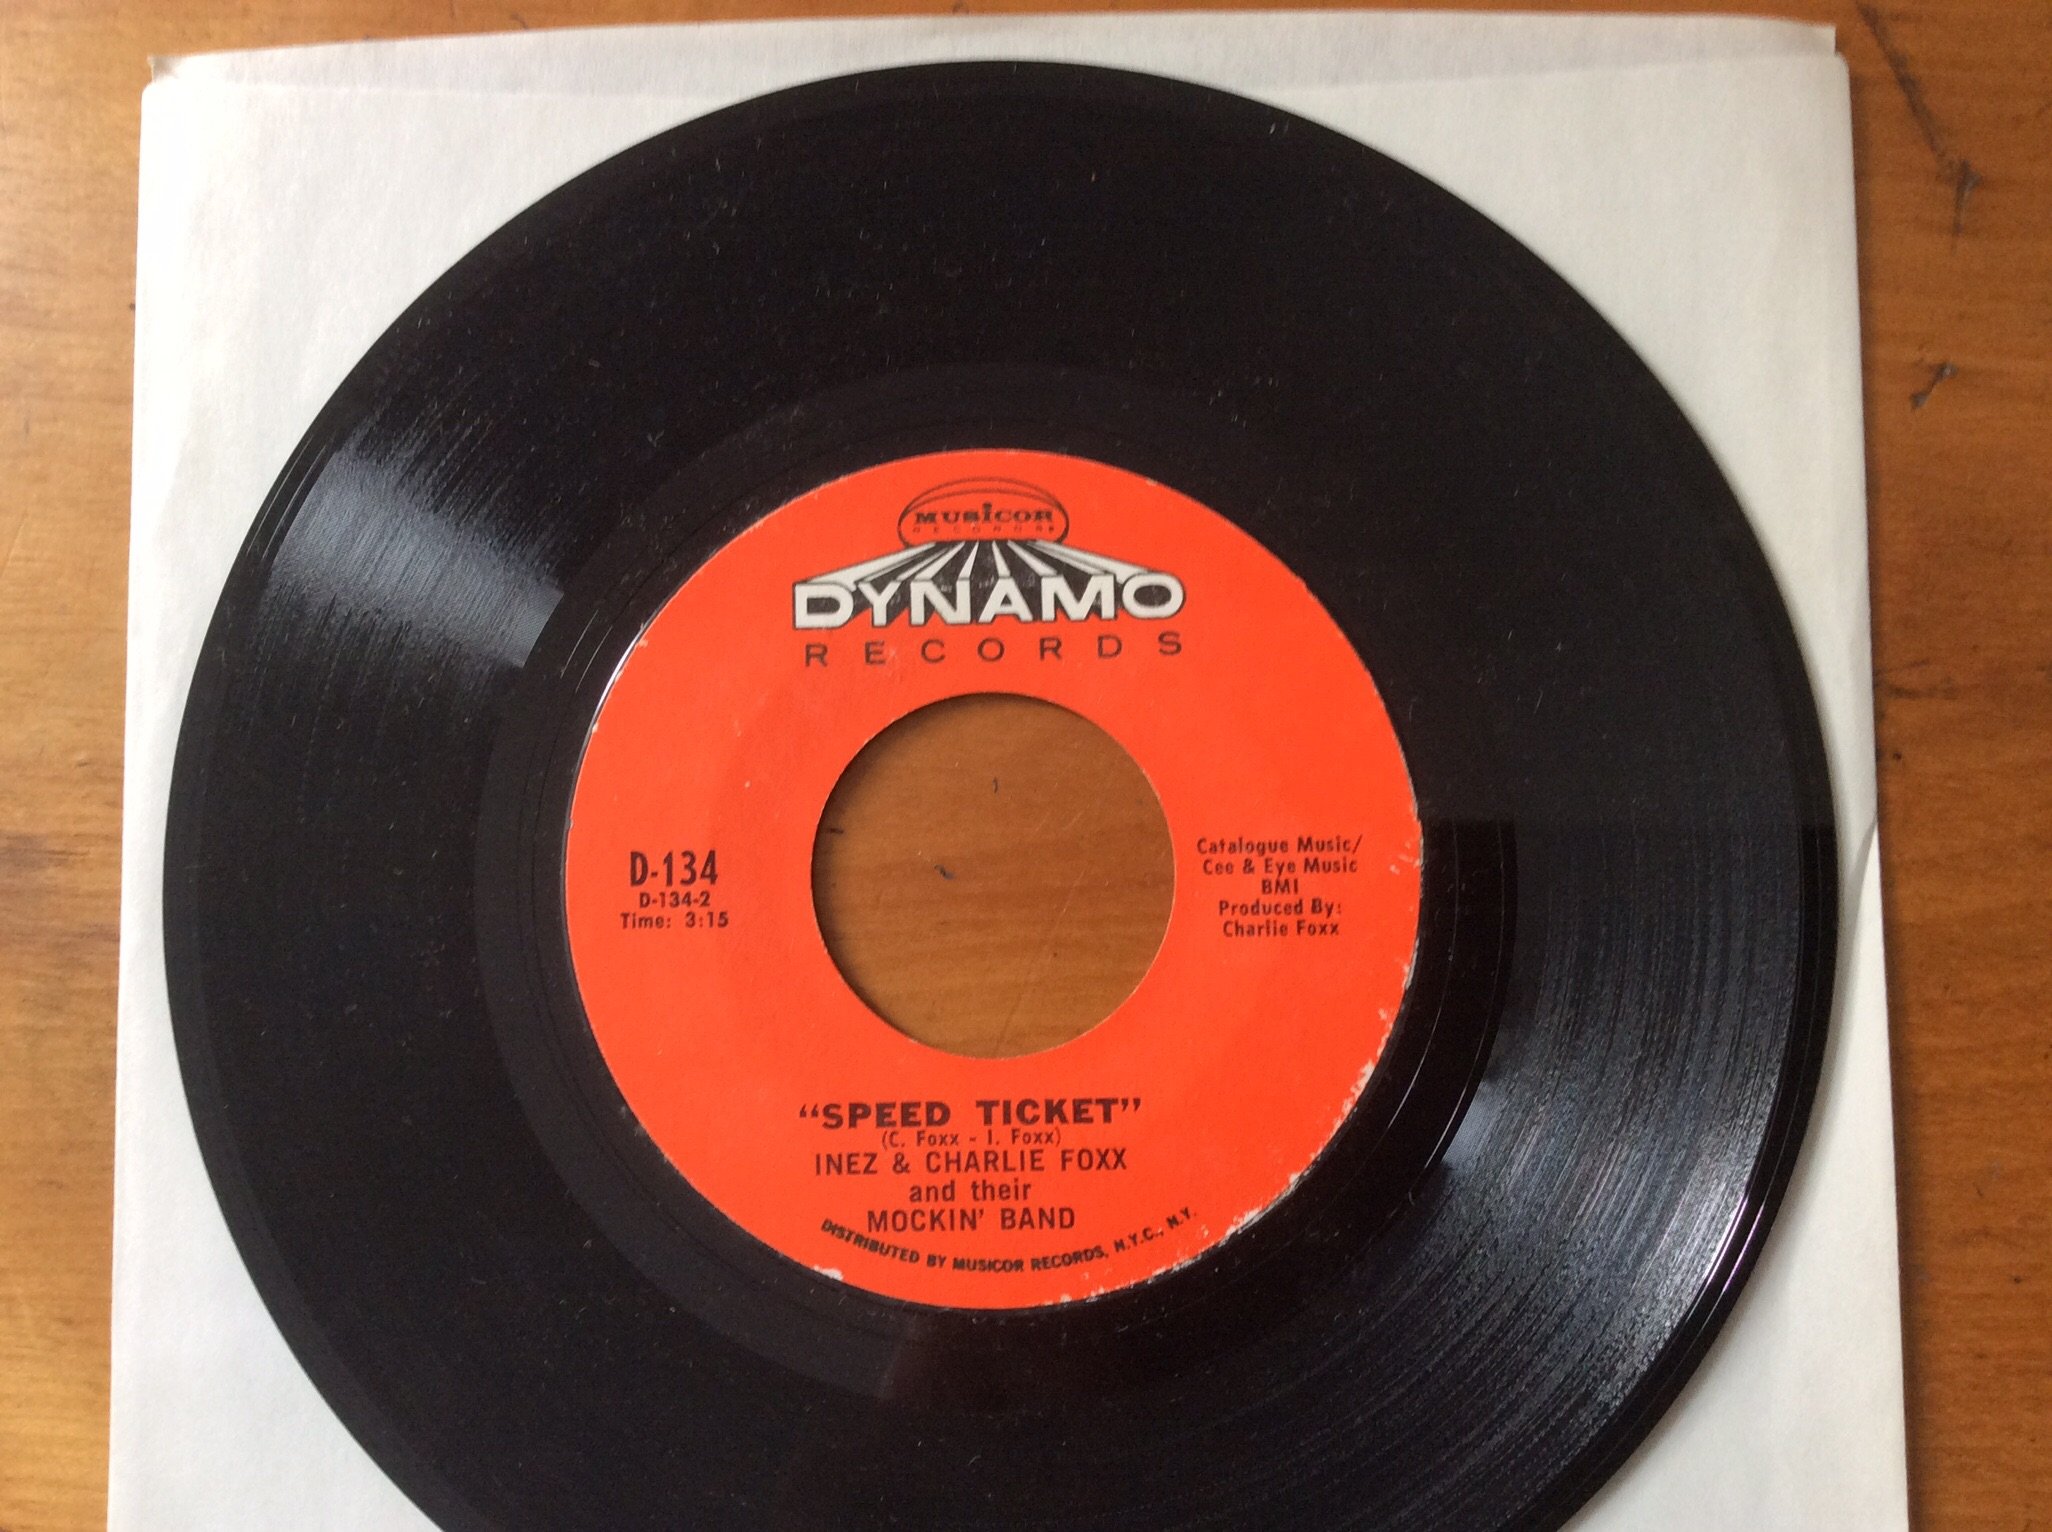 MUSICOR
RECORDS
DYNAMO
RECORDS
D-134
D-134-2
Time: 3:15
Catalogue Music/
Cee & Eye Music
BMI
Produced By:
Charlie Foxx
“SPEED TICKET”
(C. Foxx - I. Foxx)
INEZ & CHARLIE FOXX
and their
MOCKIN’ BAND
DISTRIBUTED BY MUSICOR RECORDS, N.Y.C., N.Y.